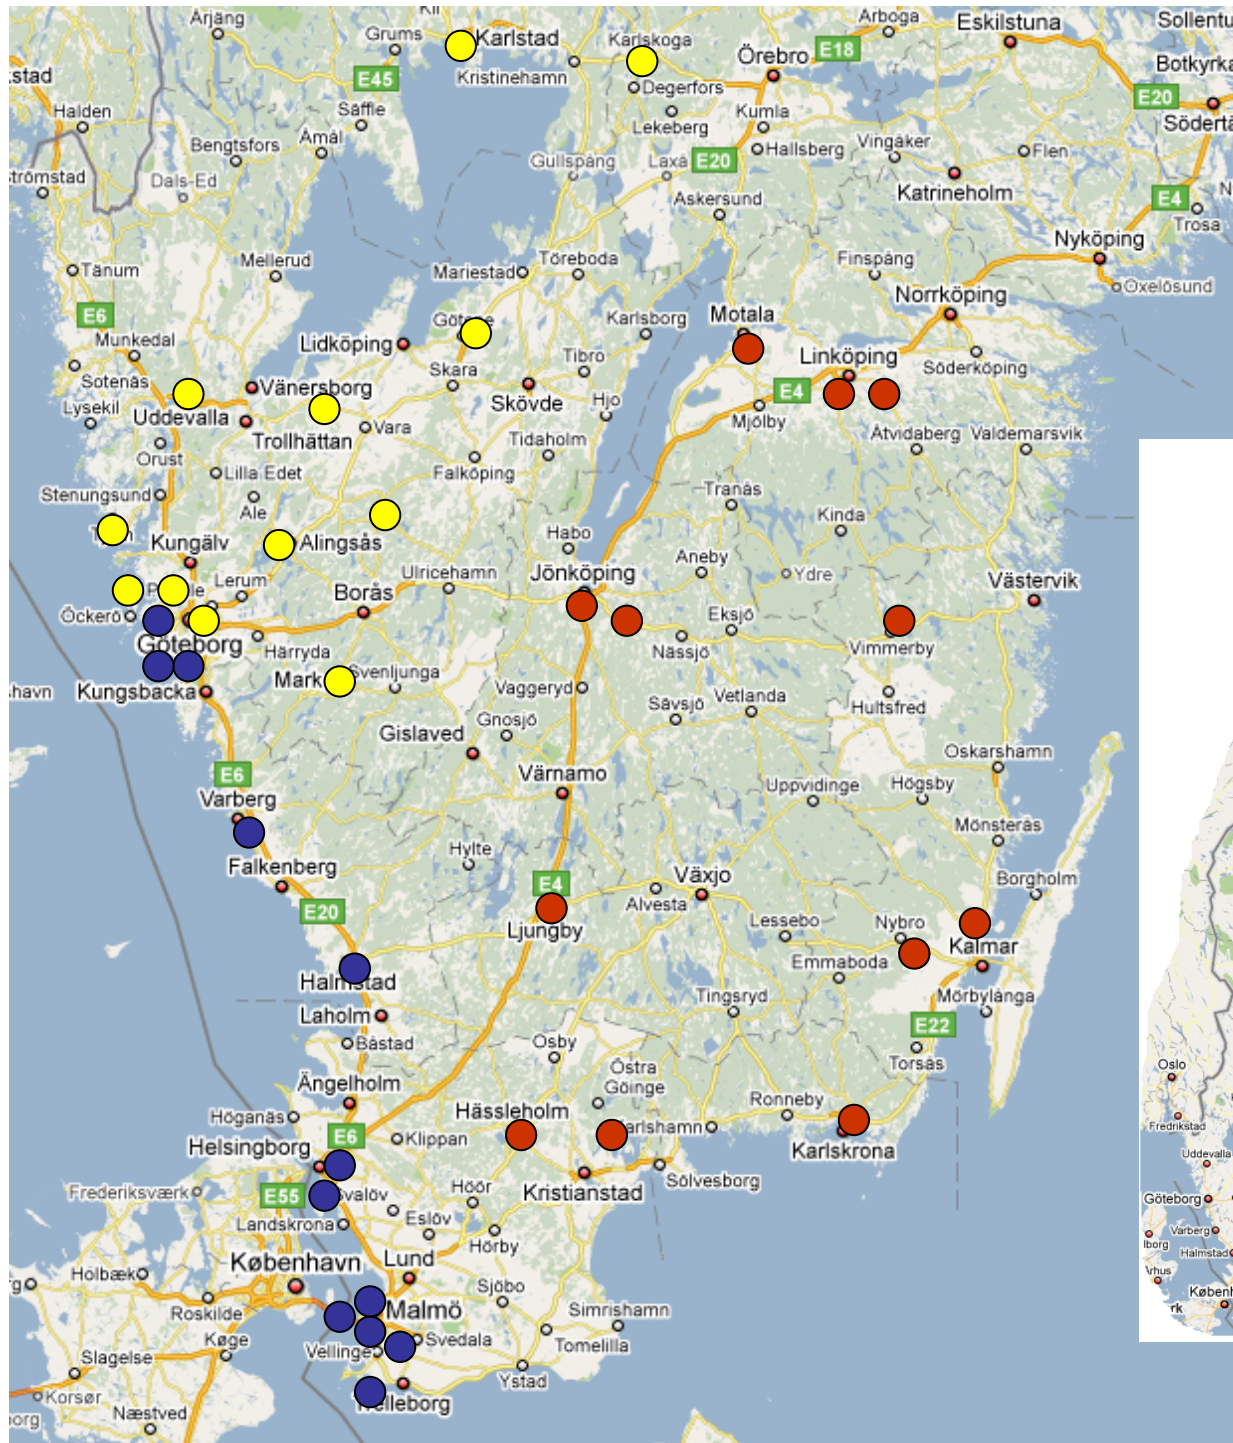 Årjäng
Grums
Karlstad
Karlskoga
Arboga
Eskilstuna
E18
Örebro
E45
Kristinehamn
Degerfors
Botkyrka
E20
Halden
Säffle
Lekeberg
Kumla
Bengtsfors
Åmål
Hallsberg
Vingåker
Flen
Gullspång
Laxå
E20
Dals-Ed
Katrineholm
E4
Askersund
Trosa
Nyköping
Mellerud
Töreboda
Finspång
Tanum
Mariestad
Oxelösund
Norrköping
E6
Motala
Karlsborg
Munkedal
Lidköping
Tibro
Linköping
Söderköping
Skara
Sotenäs
Vänersborg
Skövde
E4
Hjo
Lysekil
Uddevalla
Mjölby
Trollhättan
Vara
Tidaholm
Åtvidaberg
Valdemarsvik
Orust
Lilla Edet
Falköping
Stenungsund
Tranås
Ale
Kinda
Habo
Kungälv
Alingsås
Aneby
Ydre
Lerum
Ulricehamn
Jönköping
Västervik
Borås
Öckerö
Eksjö
Göteborg
Härryda
Nässjö
Vimmerby
Mark
Svenljunga
Kungsbacka
Vaggeryd
Sävsjö
Vetlanda
Hultsfred
Gnosjö
Gislaved
Oskarshamn
E6
Värnamo
Uppvidinge
Högsby
Varberg
Mönsterås
Hylte
Falkenberg
Växjo
Borgholm
E4
Alvesta
E20
Lessebo
Nybro
Ljungby
Kalmar
Emmaboda
Halmstad
Tingsryd
Mörbylånga
Laholm
E22
Båstad
Osby
Torsås
Oslo
Östra
Göinge
Ängelholm
Ronneby
Höganäs
Hässleholm
Fredrikstad
E6
Klippan
Karlshamn
Helsingborg
Karlskrona
Uddevalla
Sölvesborg
Frederiksværk
E55
Svalöv
Höör
Kristianstad
Göteborg
Landskrona
Eslöv
Hörby
Varberg
København
Lund
Halmstad
Holbæk
Sjöbo
Roskilde
Malmö
Simrishamn
Køge
Svedala
Vellinge
Tomelilla
Slagelse
Ystad
Korsør
Trelleborg
Næstved